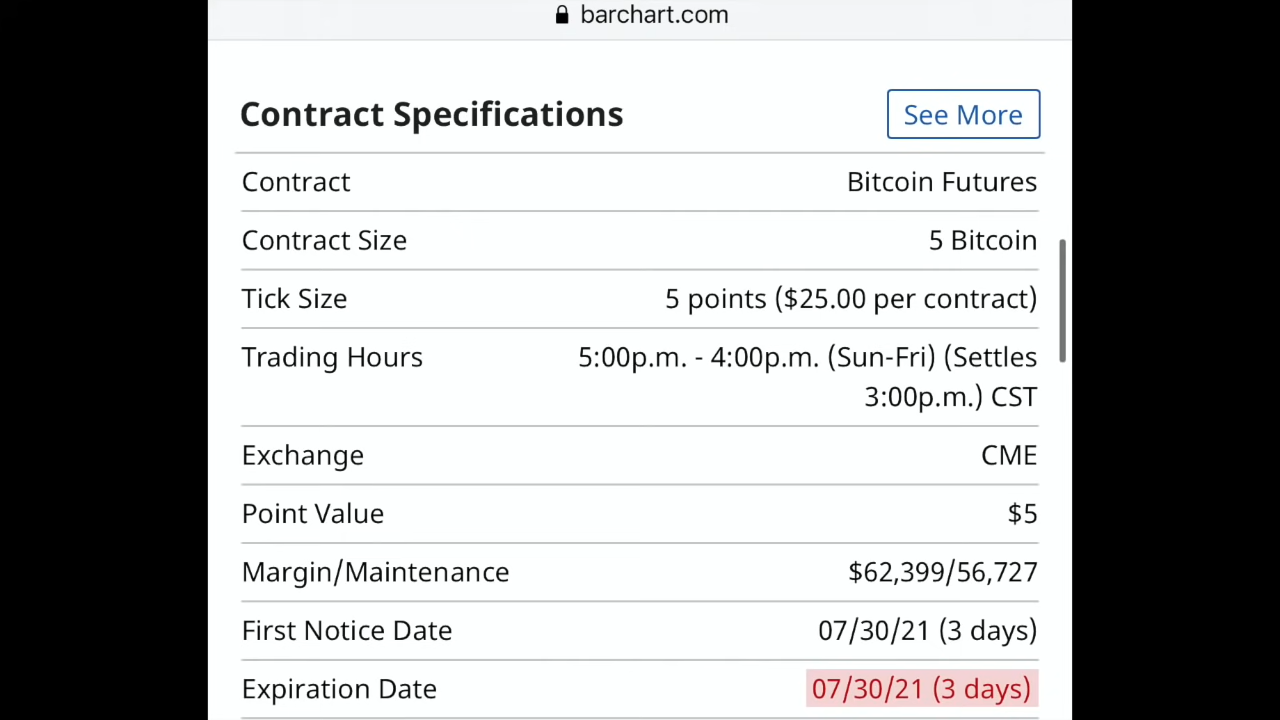 barchart.com
Contract Specifications
See More
Contract Bitcoin Futures
Contract Size 5 Bitcoin
Tick Size 5 points ($25.00 per contract)
Trading Hours 5:00p.m. - 4:00p.m. (Sun-Fri) (Settles
3:00p.m.) CST
Exchange CME
Point Value $5
Margin/Maintenance $62,399/56,727
First Notice Date 07/30/21 (3 days)
Expiration Date 07/30/21 (3 days)